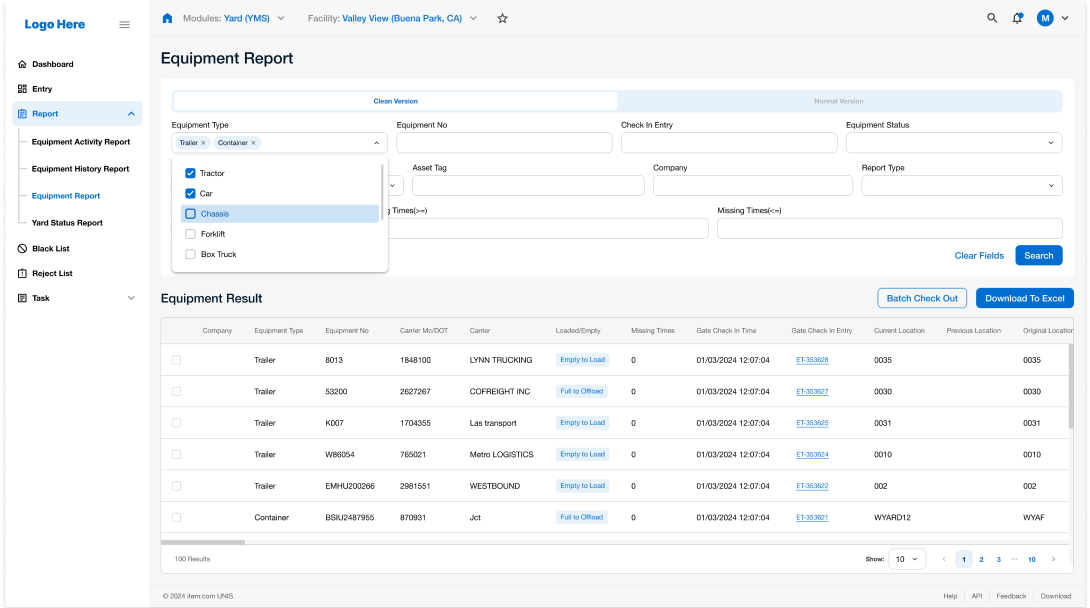 Logo Here
Modules: Yard (YMS)
Facility: Valley View (Buena Park, CA)
M
Dashboard
Entry
Report
Equipment Activity Report
Equipment History Report
Equipment Report
Yard Status Report
Black List
Reject List
Task
Equipment Report
Clean Version
Normal Version
Equipment Type
Equipment No
Check In Entry
Equipment Status
Trailer ×
Container ×
Asset Tag
Company
Report Type
Times(>=)
Missing Times(<=)
Tractor
Car
Chassis
Forklift
Box Truck
Clear Fields
Search
Equipment Result
Batch Check Out
Download To Excel
Company Equipment Type Equipment No Carrier Mc/DOT Carrier Loaded/Empty Missing Times Gate Check In Time Gate Check In Entry Current Location Previous Location Original Location
Trailer 8013 1848100 LYNN TRUCKING Empty to Load 0 01/03/2024 12:07:04 ET-353628 0035 0035
Trailer 53200 2627267 COFREIGHT INC Full to Offload 0 01/03/2024 12:07:04 ET-353627 0030 0030
Trailer K007 1704355 Las transport Empty to Load 0 01/03/2024 12:07:04 ET-353625 0031 0031
Trailer W86054 765021 Metro LOGISTICS Empty to Load 0 01/03/2024 12:07:04 ET-353624 0010 0010
Trailer EMHU200266 2981551 WESTBOUND Empty to Load 0 01/03/2024 12:07:04 ET-353622 002 002
Container BSIU2487955 870931 Jct Full to Offload 0 01/03/2024 12:07:04 ET-353621 WYARD12 WYAF
100 Results
Show: 10
1 2 3 ··· 10
© 2024 item.com UNIS
Help API Feedback Download